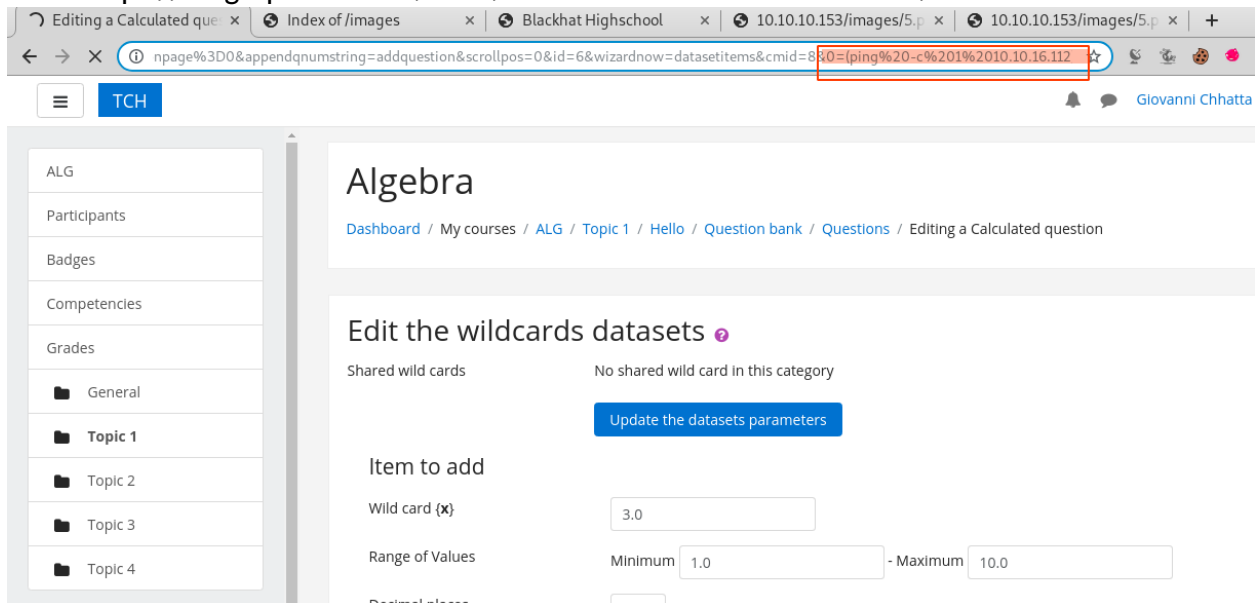 Editing a Calculated que
Index of /images
Blackhat Highschool
10.10.10.153/images/5.p
10.10.10.153/images/5.p
npage%3D0&appendqnumstring=addquestion&scrollpos=0&id=6&wizardnow=datasetitems&cmid=8&0=(ping%20-c%201%2010.10.16.112
TCH
Giovanni Chhatta
ALG
Participants
Badges
Competencies
Grades
General
Topic 1
Topic 2
Topic 3
Topic 4
Algebra
Dashboard / My courses / ALG / Topic 1 / Hello / Question bank / Questions / Editing a Calculated question
Edit the wildcards datasets
Shared wild cards No shared wild card in this category
Update the datasets parameters
Item to add
Wild card {x} 3.0
Range of Values Minimum 1.0 - Maximum 10.0